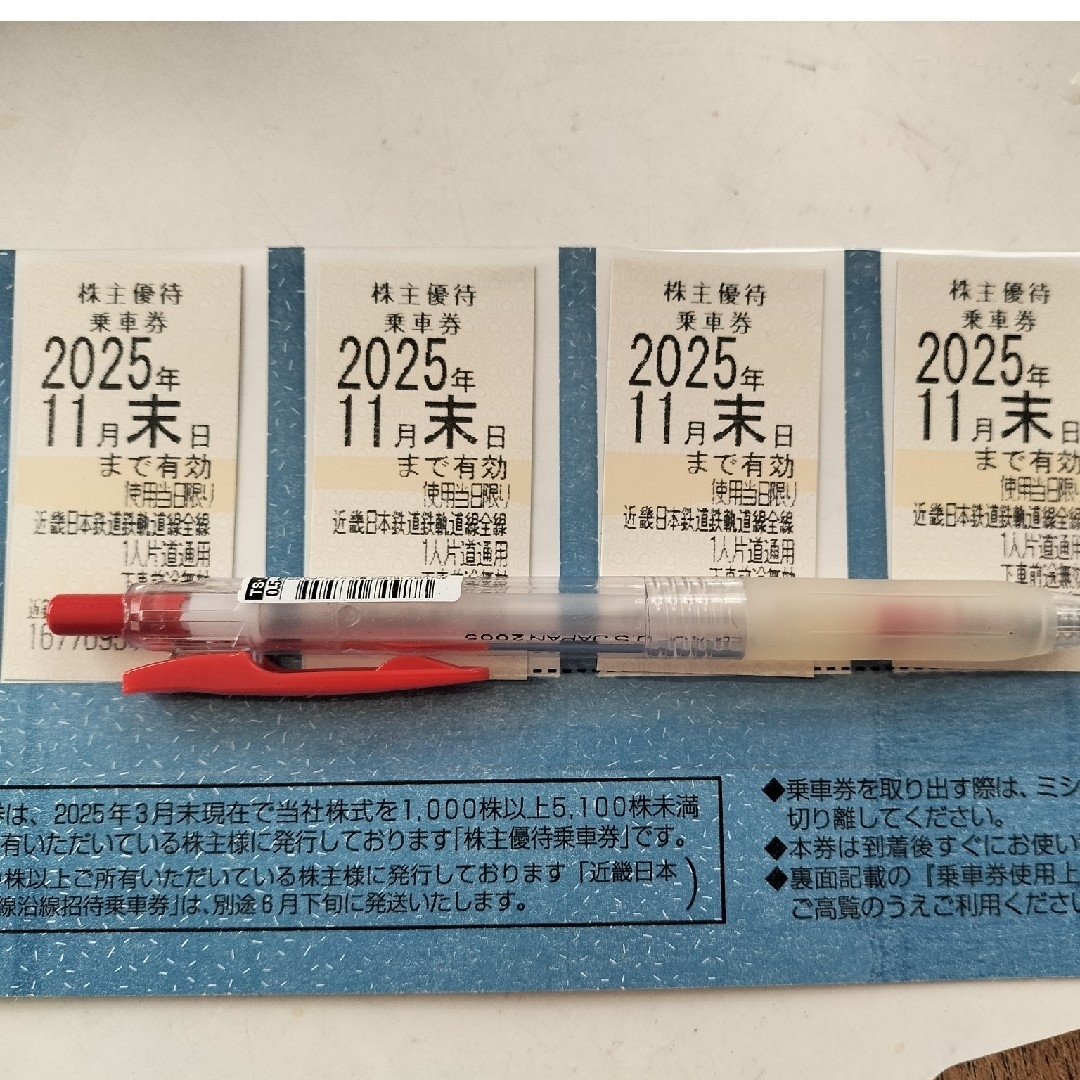 株主優待
乗車券
2025年
11月末日
まで有効
使用当日限り
近畿日本鉄道鉄軌道線全線
1人片道通用
株主優待
乗車券
2025年
11月末日
まで有効
使用当日限り
近畿日本鉄道鉄軌道線全線
1人片道通用
株主優待
乗車券
2025年
11月末日
まで有効
使用当日限り
近畿日本鉄道鉄軌道線全線
1人片道通用
株主優待
乗車券
2025年
11月末日
まで有効
使用当日限り
近畿日本鉄道鉄軌道線全線
1人片道通用
下車前途無効
TS
0.5
JAPAN 2005
は、2025年3月末現在で当社株式を1,000株以上5,100株未満
有いただいている株主様に発行しております「株主優待乗車券」です。
株以上ご所有いただいている株主様に発行しております「近畿日本
線沿線招待乗車券」は、別途6月下旬に発送いたします。)
◆乗車券を取り出す際は、ミシ
切り離してください。
◆本券は到着後すぐにお使い
◆裏面記載の『乗車券使用上
ご高覧のうえご利用くださ